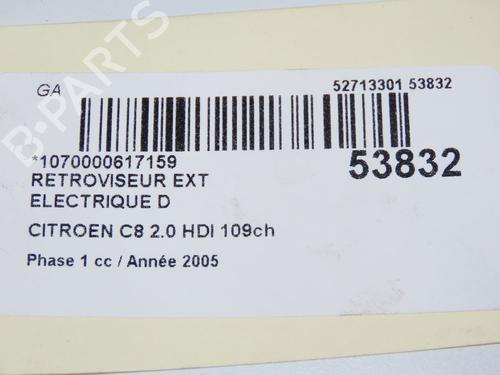 GA
52713301 53832
*1070000617159
53832
RETROVISEUR EXT
ELECTRIQUE D
CITROEN C8 2.0 HDI 109ch
Phase 1 cc / Année 2005
B-PARTS